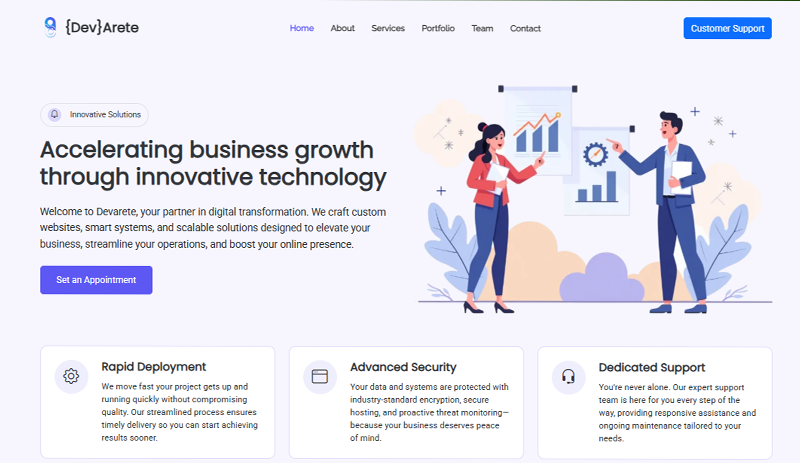 {Dev}Arete
Home About Services Portfolio Team Contact
Customer Support
Innovative Solutions
Accelerating business growth
through innovative technology
Welcome to Devarete, your partner in digital transformation. We craft custom
websites, smart systems, and scalable solutions designed to elevate your
business, streamline your operations, and boost your online presence.
Set an Appointment
Rapid Deployment
We move fast your project gets up and
running quickly without compromising
quality. Our streamlined process ensures
timely delivery so you can start achieving
results sooner.
Advanced Security
Your data and systems are protected with
industry-standard encryption, secure
hosting, and proactive threat monitoring—
because your business deserves peace
of mind.
Dedicated Support
You're never alone. Our expert support
team is here for you every step of the
way, providing responsive assistance and
ongoing maintenance tailored to your
needs.